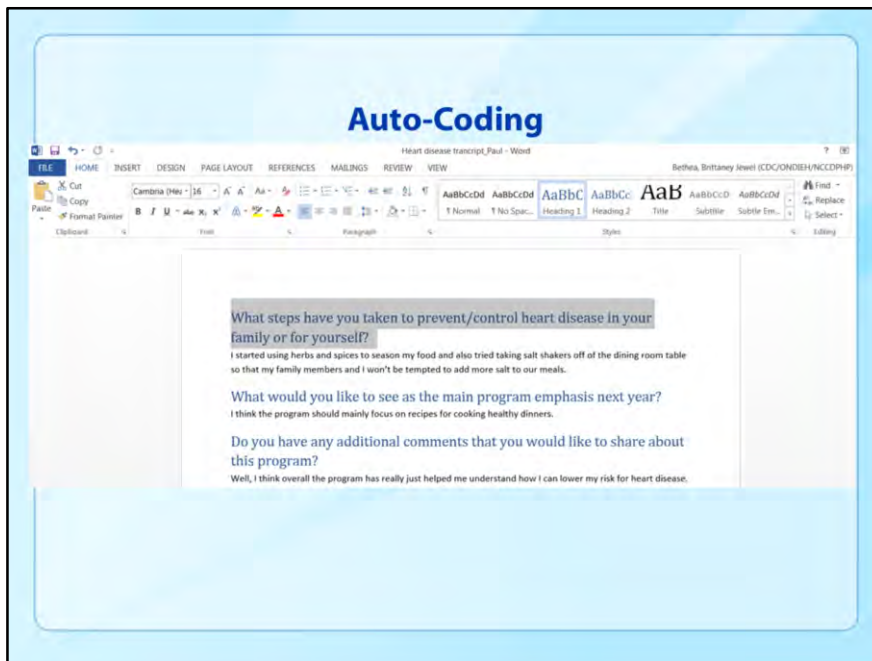 Auto-Coding
Heart disease trancript_Paul - Word
FILE HOME INSERT DESIGN PAGE LAYOUT REFERENCES MAILINGS REVIEW VIEW
Bethea, Brittaney Jewel (CDC/ONDIEH/NCCDPHP)
Paste
Cut
Copy
Format Painter
Clipboard
Cambria (Hea 16
Font
Paragraph
AaBbCcDd AaBbCcDd AaBbC AaBbCc AaB AaBbCcD AaBbCcDd
¶ Normal ¶ No Spac... Heading 1 Heading 2 Title Subtitle Subtle Em...
Styles
Find
Replace
Select
Editing
What steps have you taken to prevent/control heart disease in your
family or for yourself?
I started using herbs and spices to season my food and also tried taking salt shakers off of the dining room table
so that my family members and I won't be tempted to add more salt to our meals.
What would you like to see as the main program emphasis next year?
I think the program should mainly focus on recipes for cooking healthy dinners.
Do you have any additional comments that you would like to share about
this program?
Well, I think overall the program has really just helped me understand how I can lower my risk for heart disease,